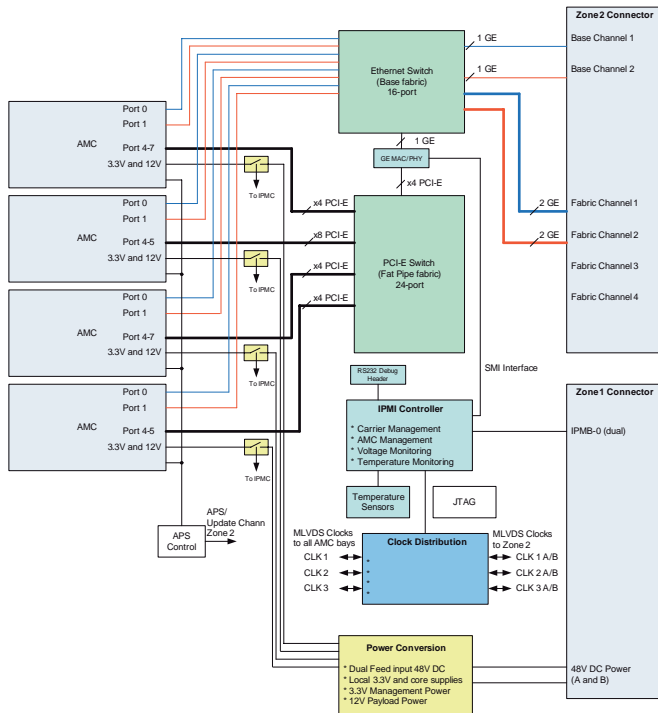 Zone2 Connector
1 GE
Base Channel 1
Ethernet Switch
(Base fabric)
16-port
1 GE
Base Channel 2
Port 0
Port 1
AMC
Port 4-7
3.3V and 12V
To IPMC
1 GE
GE MAC/PHY
x4 PCI-E
Port 0
Port 1
AMC
Port 4-5
3.3V and 12V
To IPMC
x4 PCI-E
x8 PCI-E
x4 PCI-E
x4 PCI-E
PCI-E Switch
(Fat Pipe fabric)
24-port
2 GE
Fabric Channel 1
2 GE
Fabric Channel 2
Fabric Channel 3
Fabric Channel 4
Port 0
Port 1
AMC
Port 4-7
3.3V and 12V
To IPMC
SMI Interface
RS232 Debug
Header
Port 0
Port 1
AMC
Port 4-5
3.3V and 12V
To IPMC
IPMI Controller
* Carrier Management
* AMC Management
* Voltage Monitoring
* Temperature Monitoring
Zone1 Connector
IPMB-0 (dual)
Temperature
Sensors
JTAG
APS/
Update Chann
Zone 2
APS
Control
MLVDS Clocks
to all AMC bays
CLK 1
CLK 2
CLK 3
Clock Distribution
*
*
*
*
MLVDS Clocks
to Zone 2
CLK 1 A/B
CLK 2 A/B
CLK 3 A/B
Power Conversion
* Dual Feed input 48V DC
* Local 3.3V and core supplies
* 3.3V Management Power
* 12V Payload Power
48V DC Power
(A and B)